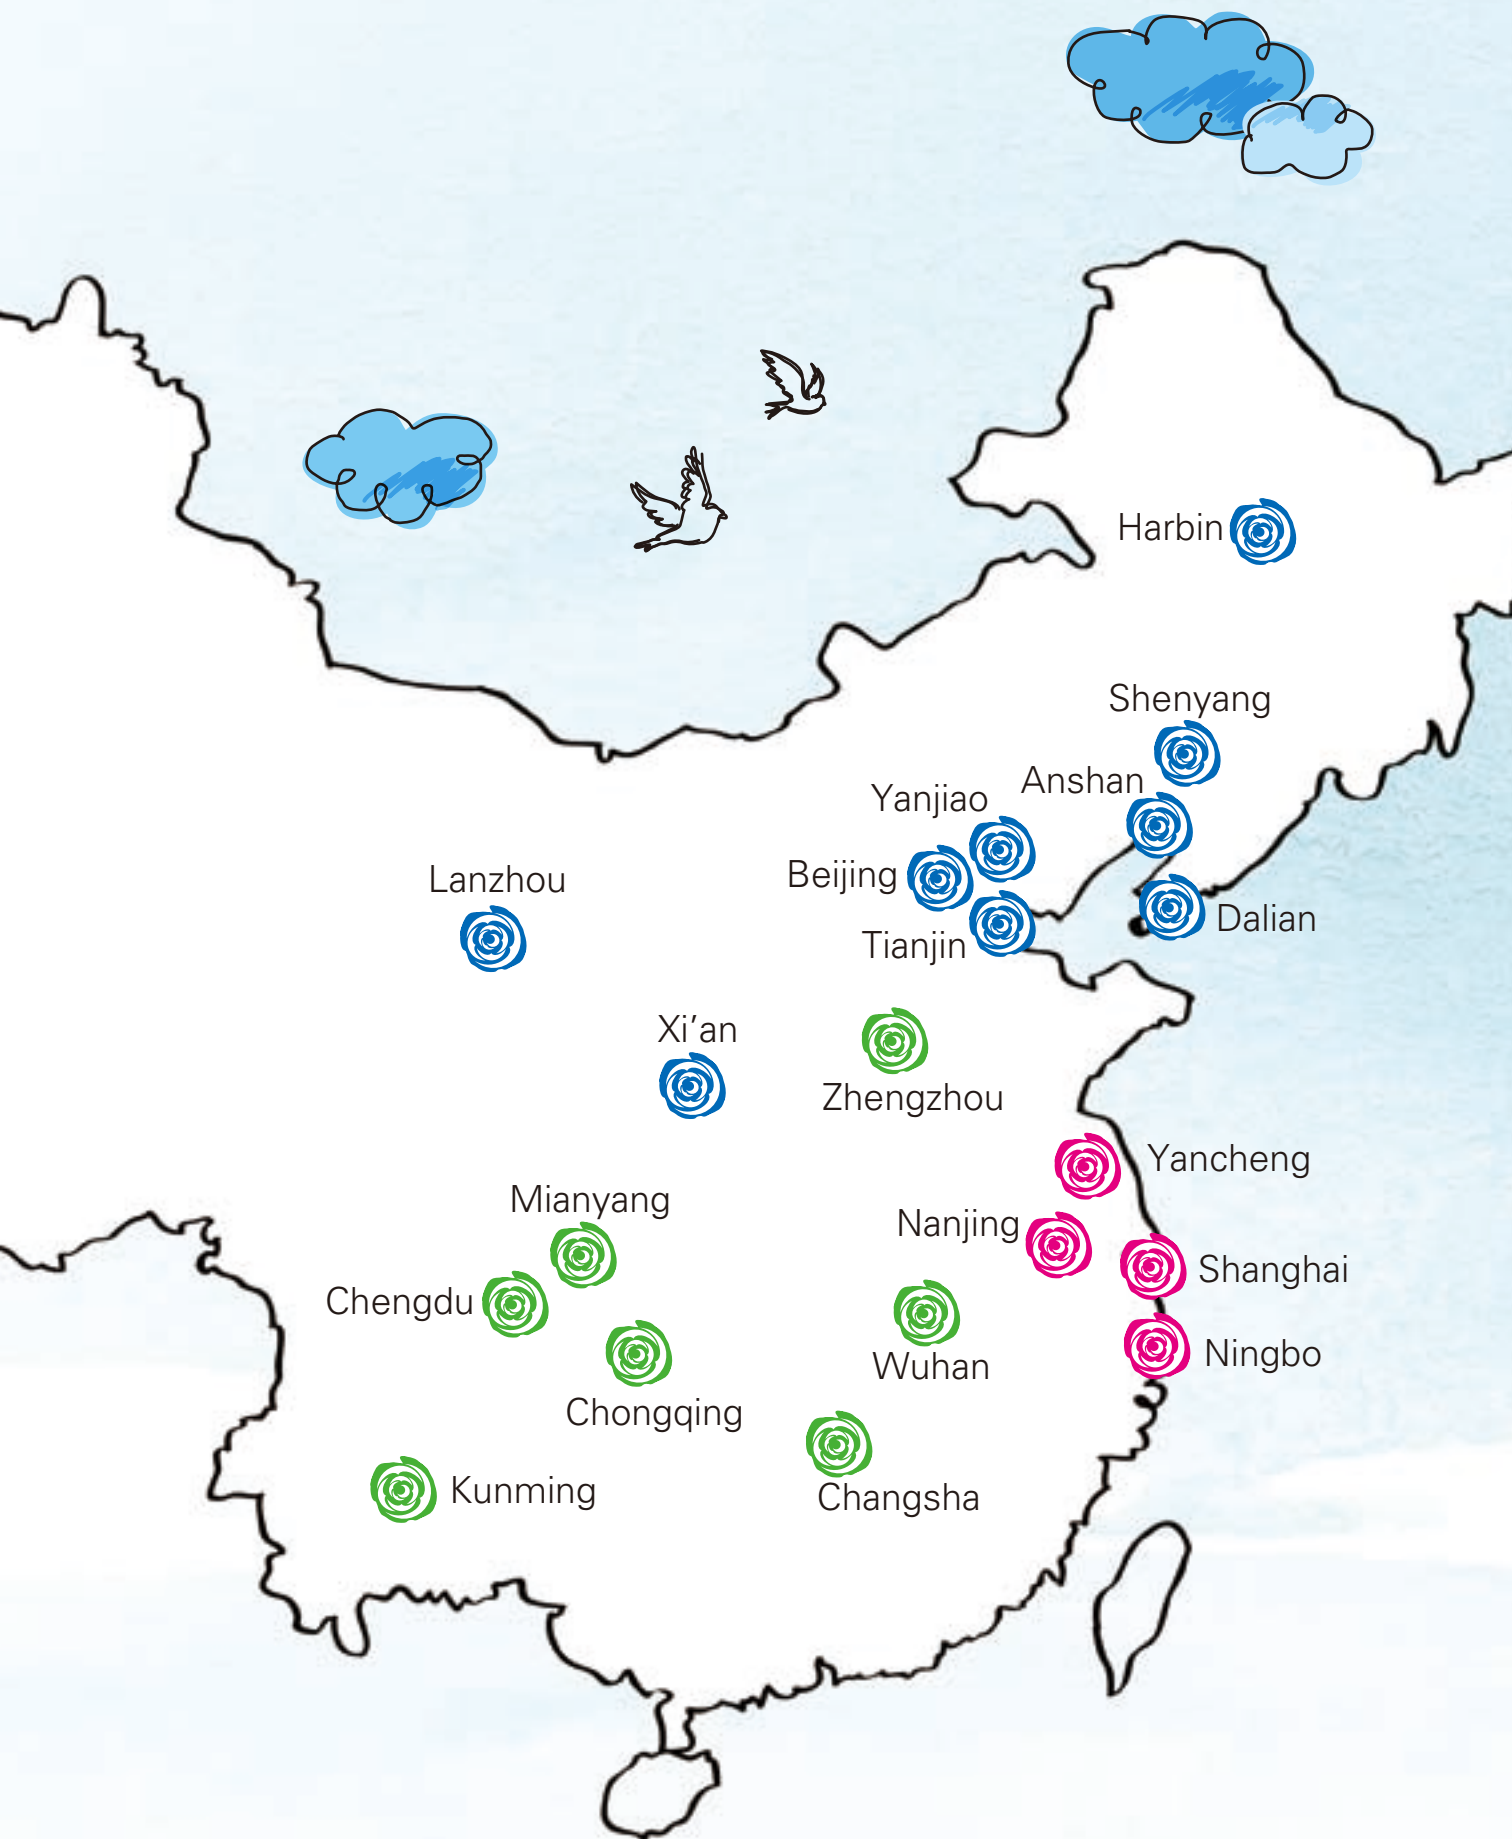 Harbin
Shenyang
Anshan
Yanjiao
Beijing
Lanzhou
Dalian
Tianjin
Xi’an
Zhengzhou
Yancheng
Mianyang
Nanjing
Shanghai
Chengdu
Ningbo
Wuhan
Chongqing
Kunming
Changsha